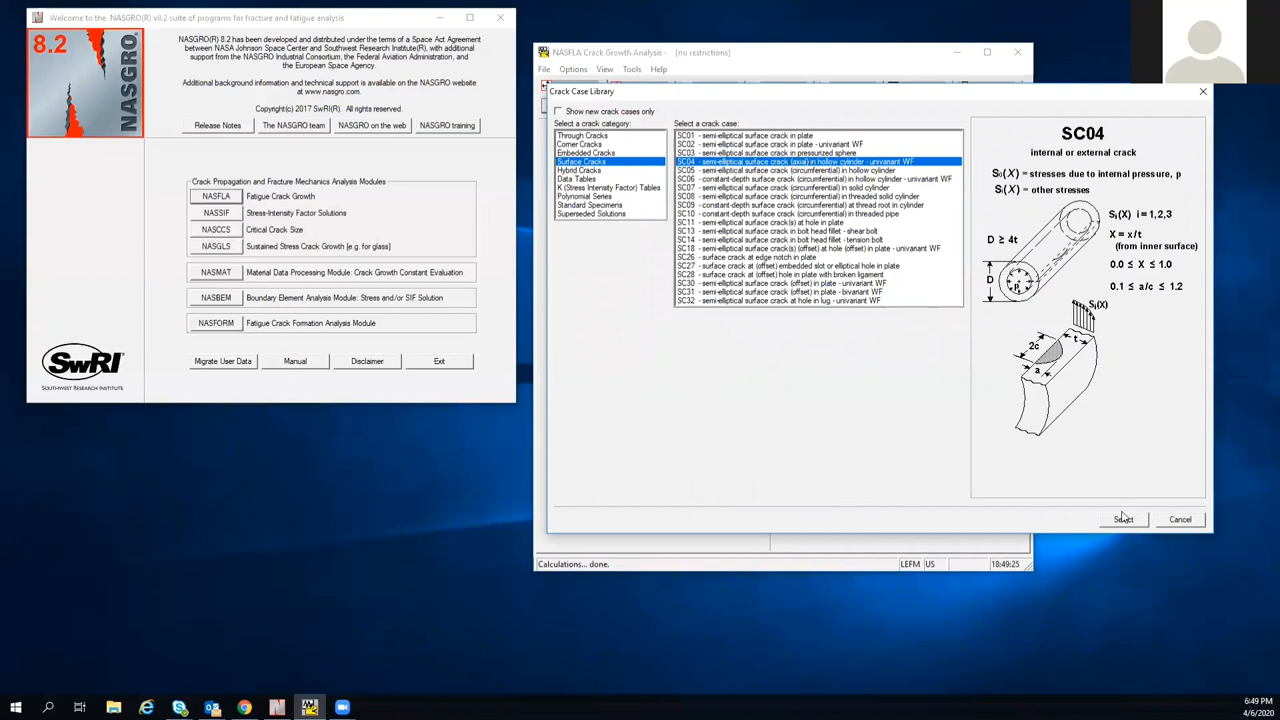 Welcome to the NASGRO(R) v8.2 suite of programs for fracture and fatigue analysis
8.2
NASGRO
NASGRO(R) 8.2 has been developed and distributed under the terms of a Space Act Agreement
between NASA Johnson Space Center and Southwest Research Institute(R), with additional
support from the NASGRO Industrial Consortium, the Federal Aviation Administration, and
the European Space Agency.
Additional background information and technical support is available on the NASGRO website
at www.nasgro.com.
Copyright(c) 2017 SwRI(R). All rights reserved.
Release Notes
The NASGRO team
NASGRO on the web
NASGRO training
Crack Propagation and Fracture Mechanics Analysis Modules
NASFLA Fatigue Crack Growth
NASSIF Stress-Intensity Factor Solutions
NASCCS Critical Crack Size
NASGLS Sustained Stress Crack Growth [e.g. for glass]
NASMAT Material Data Processing Module: Crack Growth Constant Evaluation
NASBEM Boundary Element Analysis Module: Stress and/or SIF Solution
NASFORM Fatigue Crack Formation Analysis Module
Migrate User Data
Manual
Disclaimer
Exit
SwRI
SOUTHWEST RESEARCH INSTITUTE
NASFLA Crack Growth Analysis - [no restrictions]
File Options View Tools Help
Crack Case Library
Show new crack cases only
Select a crack category:
Through Cracks
Corner Cracks
Embedded Cracks
Surface Cracks
Hybrid Cracks
Data Tables
K (Stress Intensity Factor) Tables
Polynomial Series
Standard Specimens
Superseded Solutions
Select a crack case:
SC01 - semi-elliptical surface crack in plate
SC02 - semi-elliptical surface crack in plate - univariant WF
SC03 - semi-elliptical surface crack in pressurized sphere
SC04 - semi-elliptical surface crack (axial) in hollow cylinder - univariant WF
SC05 - semi-elliptical surface crack (circumferential) in hollow cylinder
SC06 - constant-depth surface crack (circumferential) in hollow cylinder - univariant WF
SC07 - semi-elliptical surface crack in solid cylinder
SC08 - semi-elliptical surface crack (circumferential) in threaded solid cylinder
SC09 - constant-depth surface crack (circumferential) at thread root in cylinder
SC10 - constant-depth surface crack (circumferential) in threaded pipe
SC11 - semi-elliptical surface crack(s) at hole in plate
SC13 - semi-elliptical surface crack in bolt head fillet - shear bolt
SC14 - semi-elliptical surface crack in bolt head fillet - tension bolt
SC18 - semi-elliptical surface crack(s) (offset) at hole (offset) in plate - univariant WF
SC26 - surface crack at edge notch in plate
SC27 - surface crack at (offset) embedded slot or elliptical hole in plate
SC28 - surface crack at (offset) hole in plate with broken ligament
SC30 - semi-elliptical surface crack (offset) in plate - univariant WF
SC31 - semi-elliptical surface crack (offset) in plate - bivariant WF
SC32 - semi-elliptical surface crack at hole in lug - univariant WF
SC04
internal or external crack
S₀(X) = stresses due to internal pressure, p
Sᵢ(X) = other stresses
Sᵢ(X) i = 1,2,3
D ≥ 4t
X = x/t
(from inner surface)
0.0 ≤ X ≤ 1.0
D
p
0.1 ≤ a/c ≤ 1.2
Sᵢ(X)
2c
t
a
Select
Cancel
Calculations... done.
LEFM
US
18:49:25
6:49 PM
4/6/2020